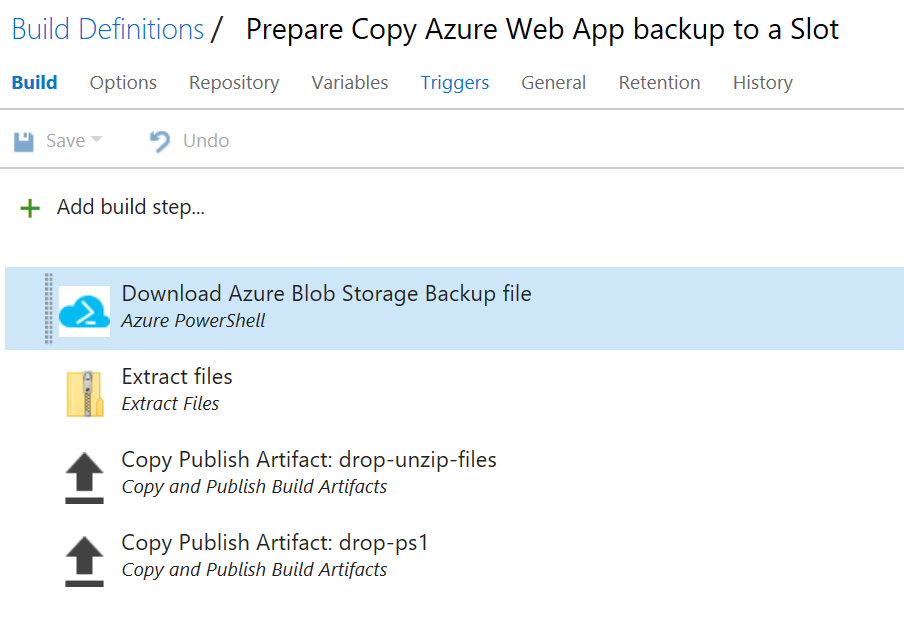 Build Definitions / Prepare Copy Azure Web App backup to a Slot
Build Options Repository Variables Triggers General Retention History
Save Undo
Add build step...
Download Azure Blob Storage Backup file
Azure PowerShell
Extract files
Extract Files
Copy Publish Artifact: drop-unzip-files
Copy and Publish Build Artifacts
Copy Publish Artifact: drop-ps1
Copy and Publish Build Artifacts